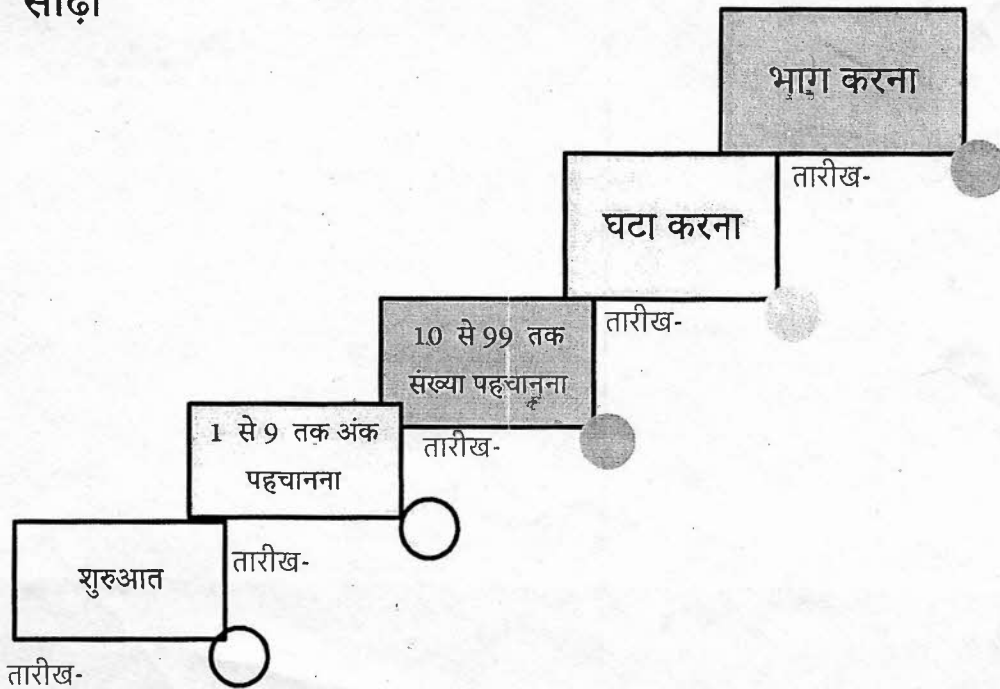 सीढ़ी
भाग करना
तारीख-
घटा करना
तारीख-
10 से 99 तक
संख्या पहचानना
तारीख-
1 से 9 तक अंक
पहचानना
तारीख-
शुरुआत
तारीख-